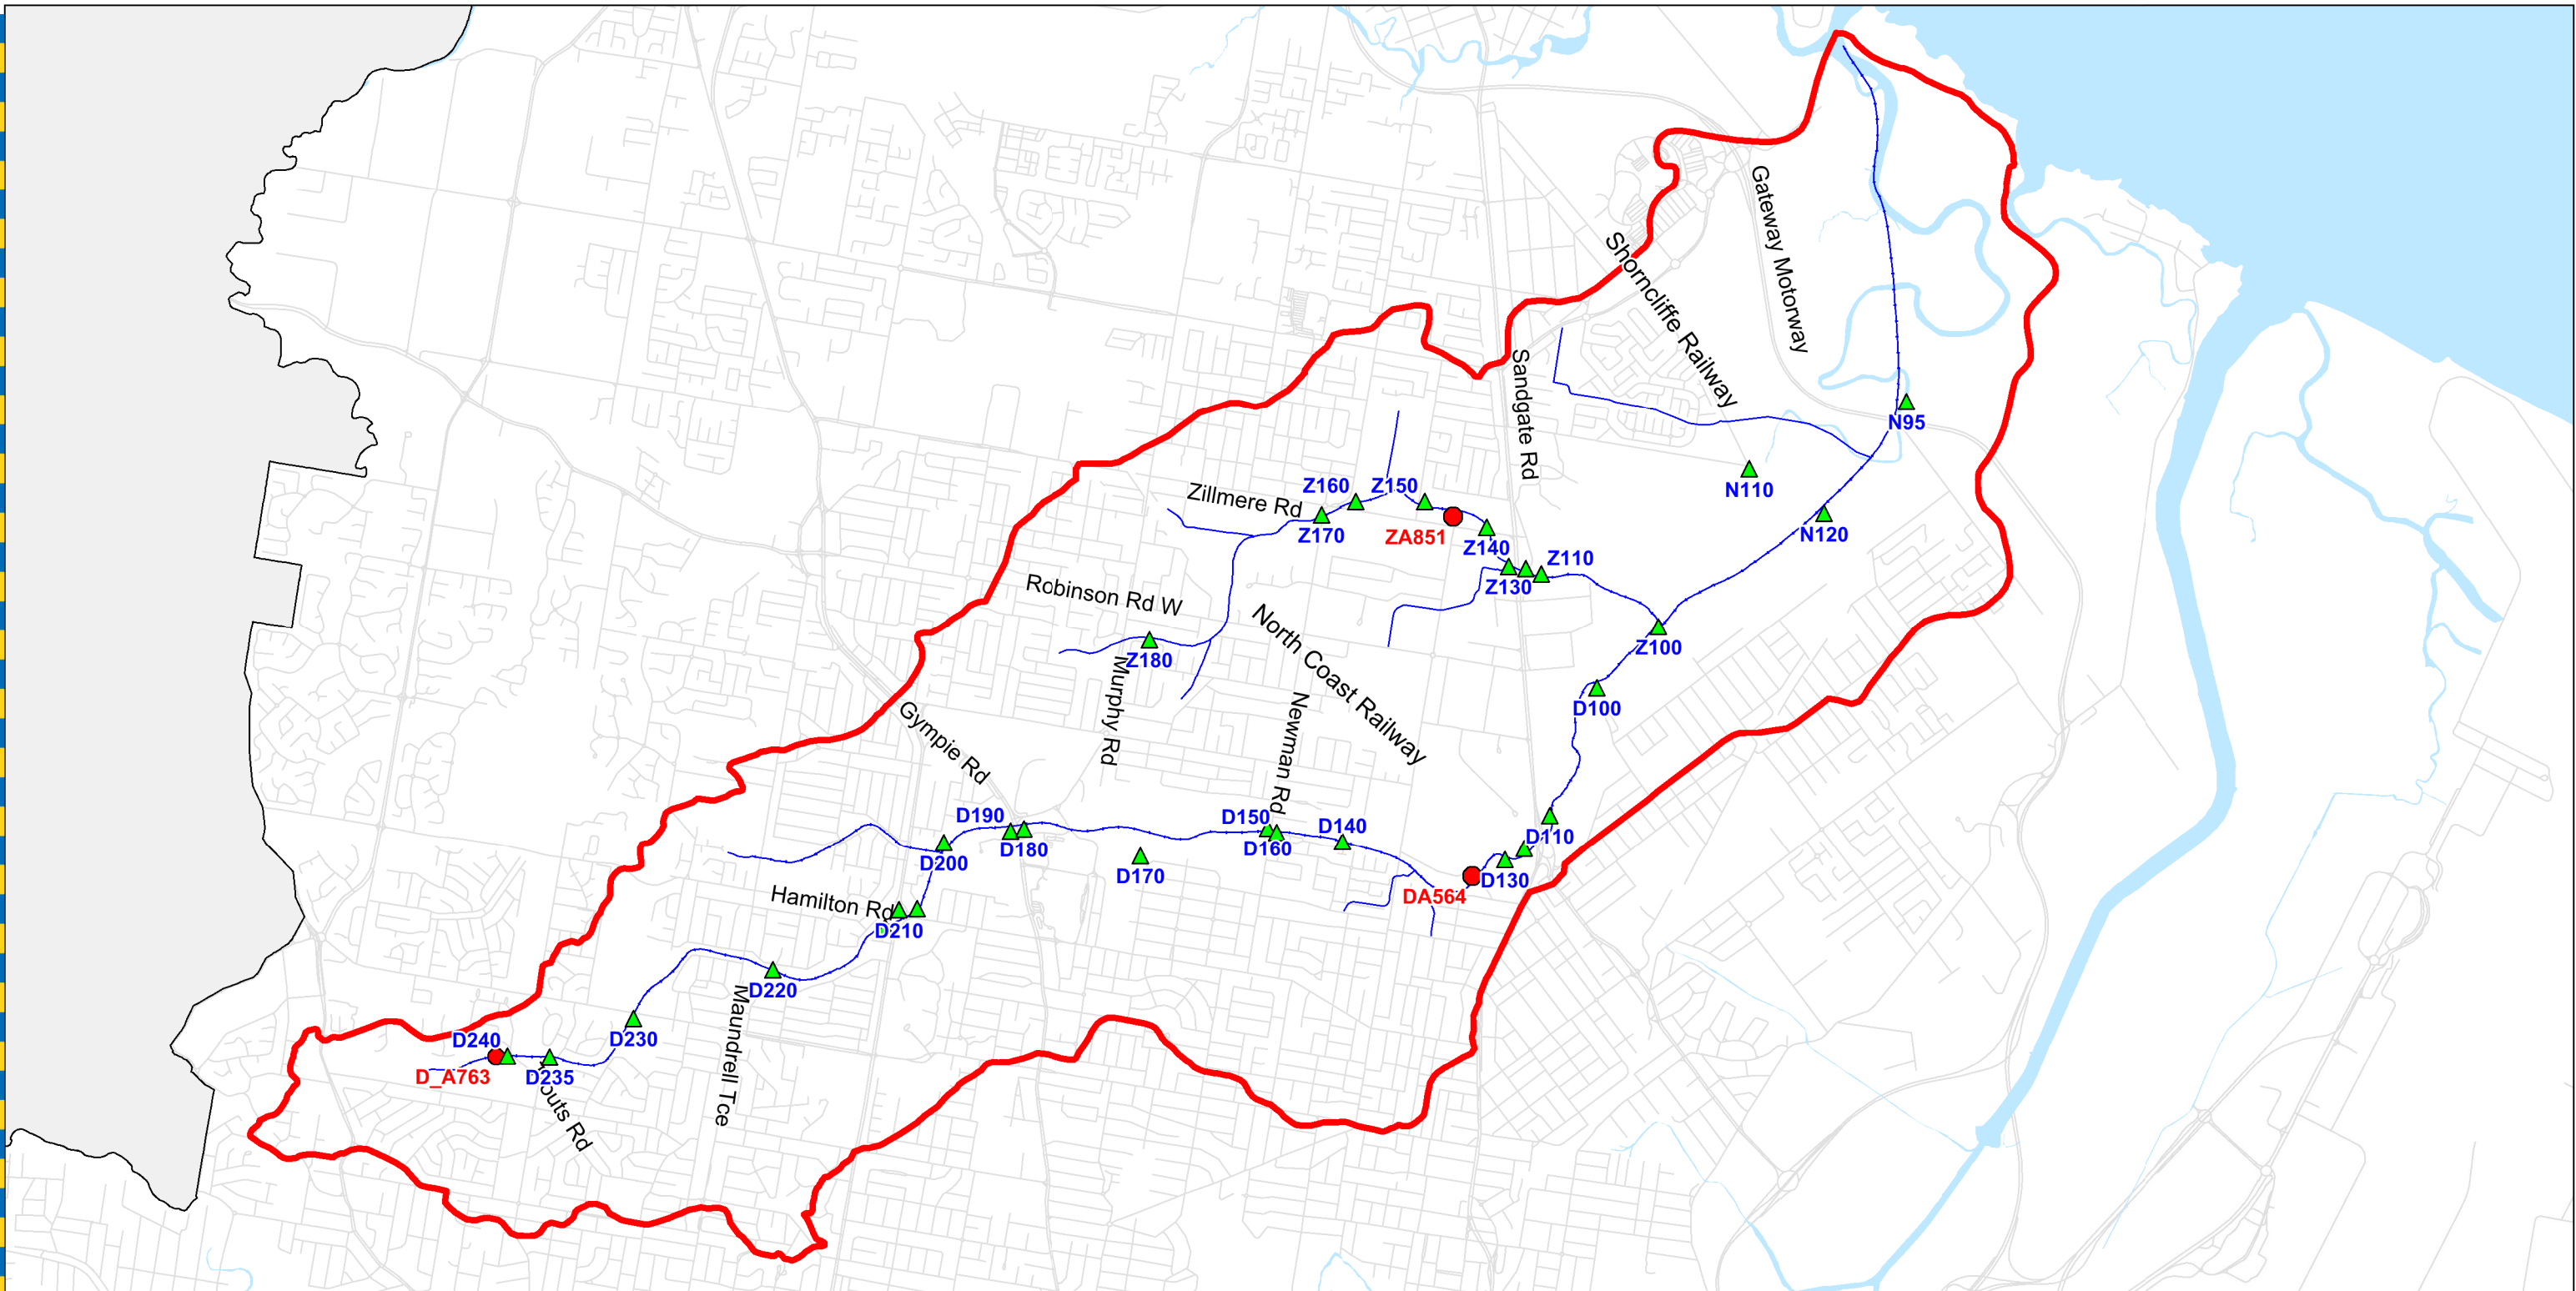 Gateway Motorway
Shorncliffe Railway
Sandgate Rd
N95
Zillmere Rd
Z160
Z150
N110
Z170
ZA851
Z140
N120
Z110
Z130
Robinson Rd W
North Coast Railway
Z180
Z100
Murphy Rd
Newman Rd
D100
Gympie Rd
D190
D180
D150
D160
D140
D110
D200
D170
D130
DA564
Hamilton Rd
D210
D220
Maundrell Tce
D230
D240
D_A763
D235
outs Rd